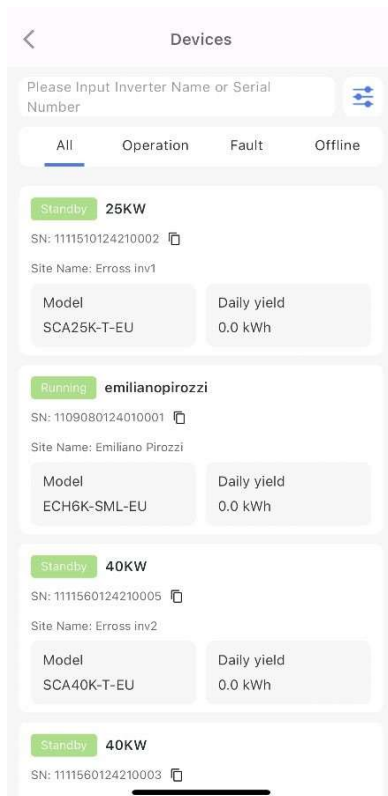 Devices
Please Input Inverter Name or Serial
Number
All Operation Fault Offline
Standby 25KW
SN: 1111510124210002
Site Name: Erross inv1
Model Daily yield
SCA25K-T-EU 0.0 kWh
Running emilianopirozzi
SN: 1109080124010001
Site Name: Emiliano Pirozzi
Model Daily yield
ECH6K-SML-EU 0.0 kWh
Standby 40KW
SN: 1111560124210005
Site Name: Erross inv2
Model Daily yield
SCA40K-T-EU 0.0 kWh
Standby 40KW
SN: 1111560124210003